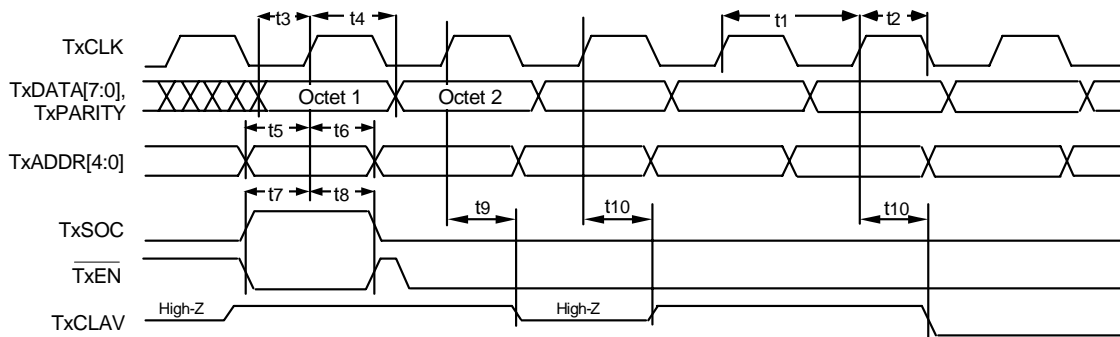 t3 t4 t1 t2
TxCLK
TxDATA[7:0],
TxPARITY
Octet 1 Octet 2
t5 t6
TxADDR[4:0]
t7 t8
t9 t10 t10
TxSOC
TxEN
High-Z High-Z
TxCLAV